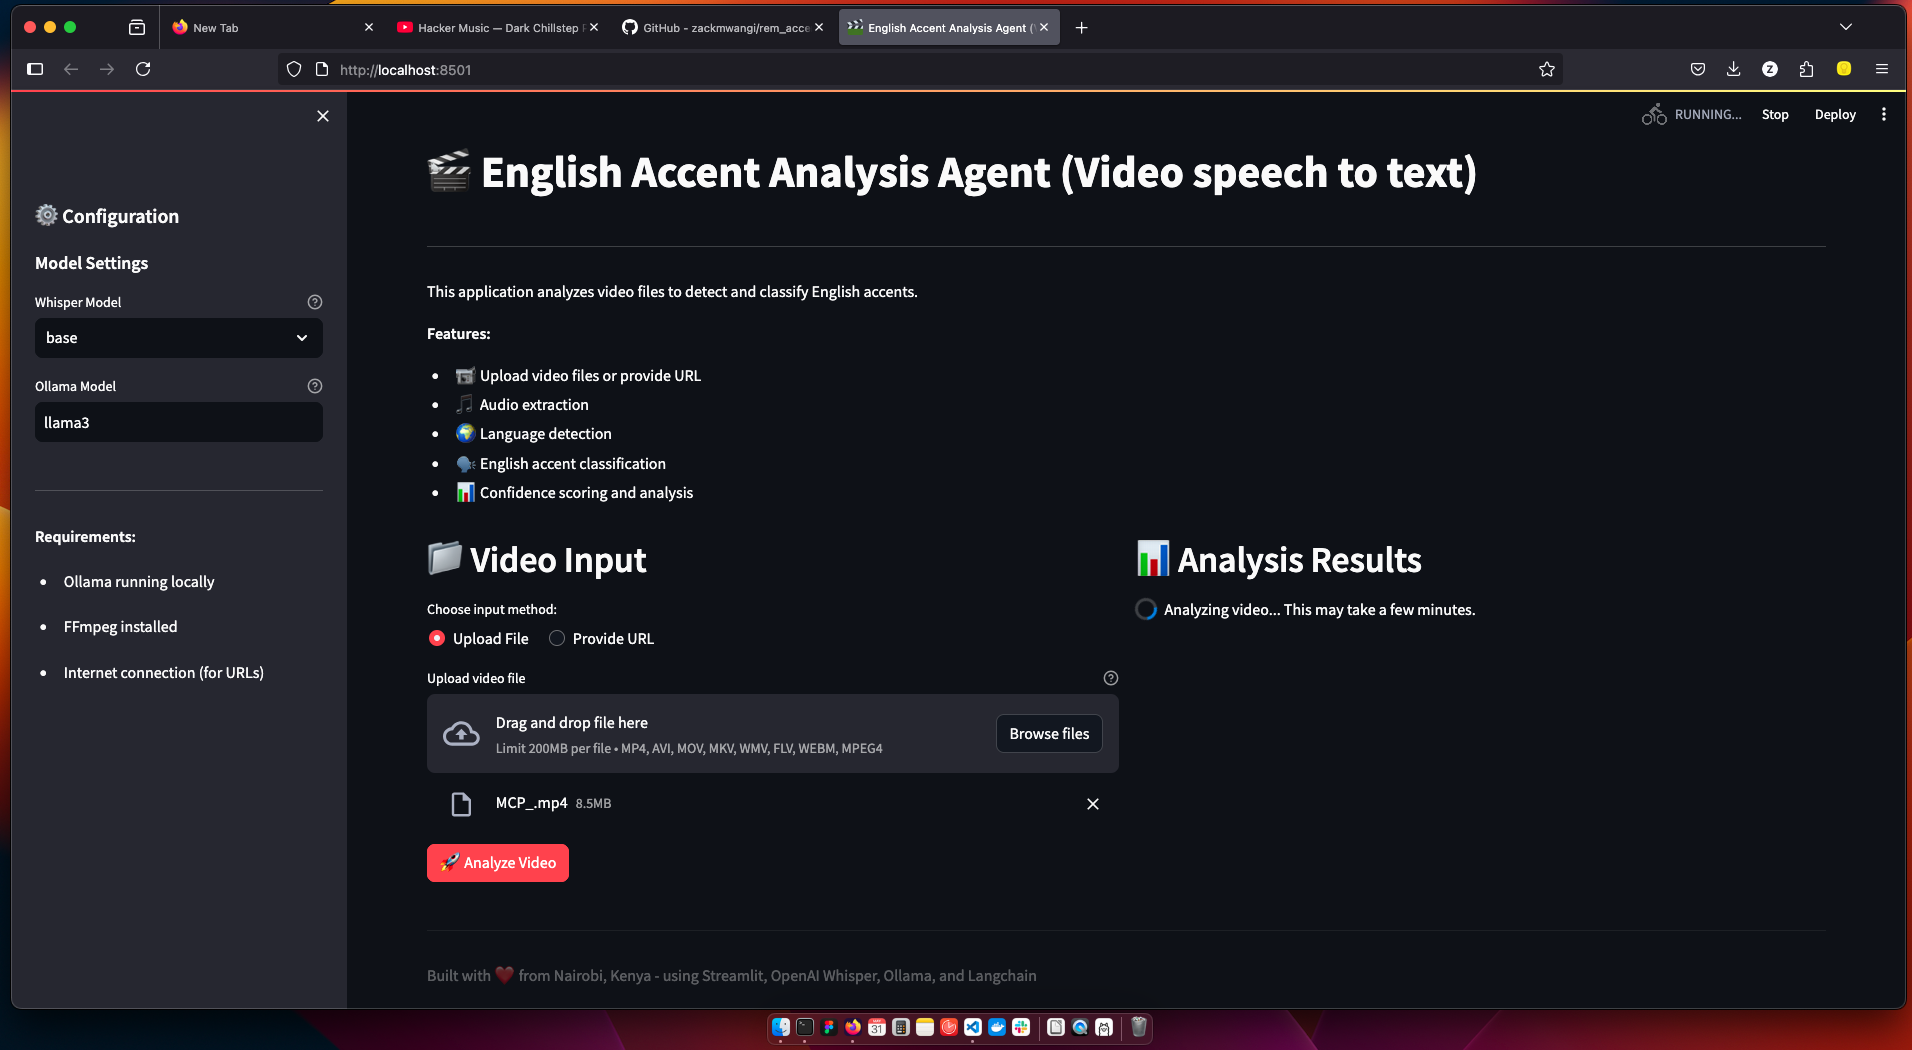 New Tab
Hacker Music — Dark Chillstep
GitHub - zackmwangi/rem_acce
English Accent Analysis Agent (
http://localhost:8501
Z
RUNNING...
Stop
Deploy
🎬 English Accent Analysis Agent (Video speech to text)
⚙️ Configuration
Model Settings
Whisper Model
base
Ollama Model
llama3
Requirements:
• Ollama running locally
• FFmpeg installed
• Internet connection (for URLs)
This application analyzes video files to detect and classify English accents.
Features:
• 📹 Upload video files or provide URL
• 🎵 Audio extraction
• 🌍 Language detection
• 🗣️ English accent classification
• 📊 Confidence scoring and analysis
📁 Video Input
Choose input method:
Upload File
Provide URL
Upload video file
Drag and drop file here
Limit 200MB per file • MP4, AVI, MOV, MKV, WMV, FLV, WEBM, MPEG4
Browse files
MCP_.mp4 8.5MB
🚀 Analyze Video
📊 Analysis Results
Analyzing video... This may take a few minutes.
Built with ❤️ from Nairobi, Kenya - using Streamlit, OpenAI Whisper, Ollama, and Langchain
31